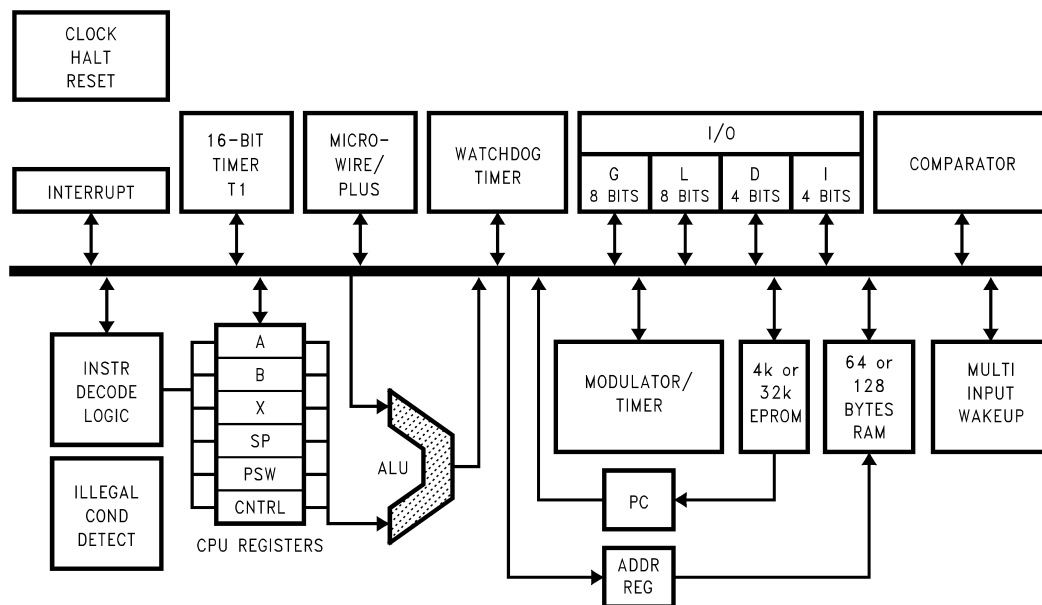 CLOCK
HALT
RESET
INTERRUPT
16-BIT
TIMER
T1
MICRO-
WIRE/
PLUS
WATCHDOG
TIMER
I/O
G
8 BITS
L
8 BITS
D
4 BITS
I
4 BITS
COMPARATOR
INSTR
DECODE
LOGIC
ILLEGAL
COND
DETECT
A
B
X
SP
PSW
CNTRL
CPU REGISTERS
ALU
MODULATOR/
TIMER
4k or
32k
EPROM
64 or
128
BYTES
RAM
MULTI
INPUT
WAKEUP
PC
ADDR
REG